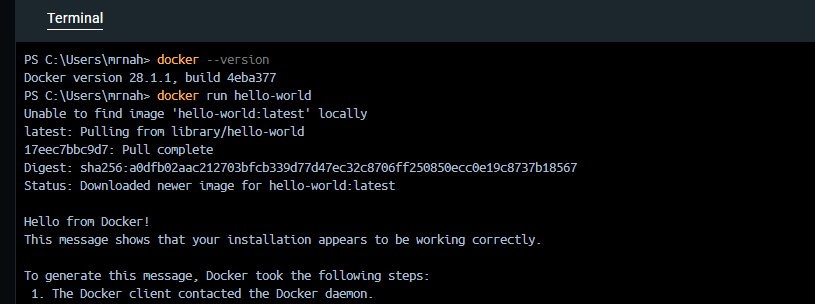 Terminal
PS C:\Users\mrnah> docker --version
Docker version 28.1.1, build 4eba377
PS C:\Users\mrnah> docker run hello-world
Unable to find image 'hello-world:latest' locally
latest: Pulling from library/hello-world
17eec7bbc9d7: Pull complete
Digest: sha256:a0dfb02aac212703bfcb339d77d47ec32c8706ff250850ecc0e19c8737b18567
Status: Downloaded newer image for hello-world:latest
Hello from Docker!
This message shows that your installation appears to be working correctly.
To generate this message, Docker took the following steps:
1. The Docker client contacted the Docker daemon.